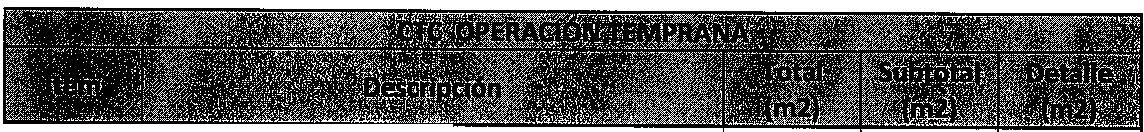 CTC OPERACIÓN TEMPRANA
Item Descripción Total (m2) Subtotal (m2) Detalle (m2)